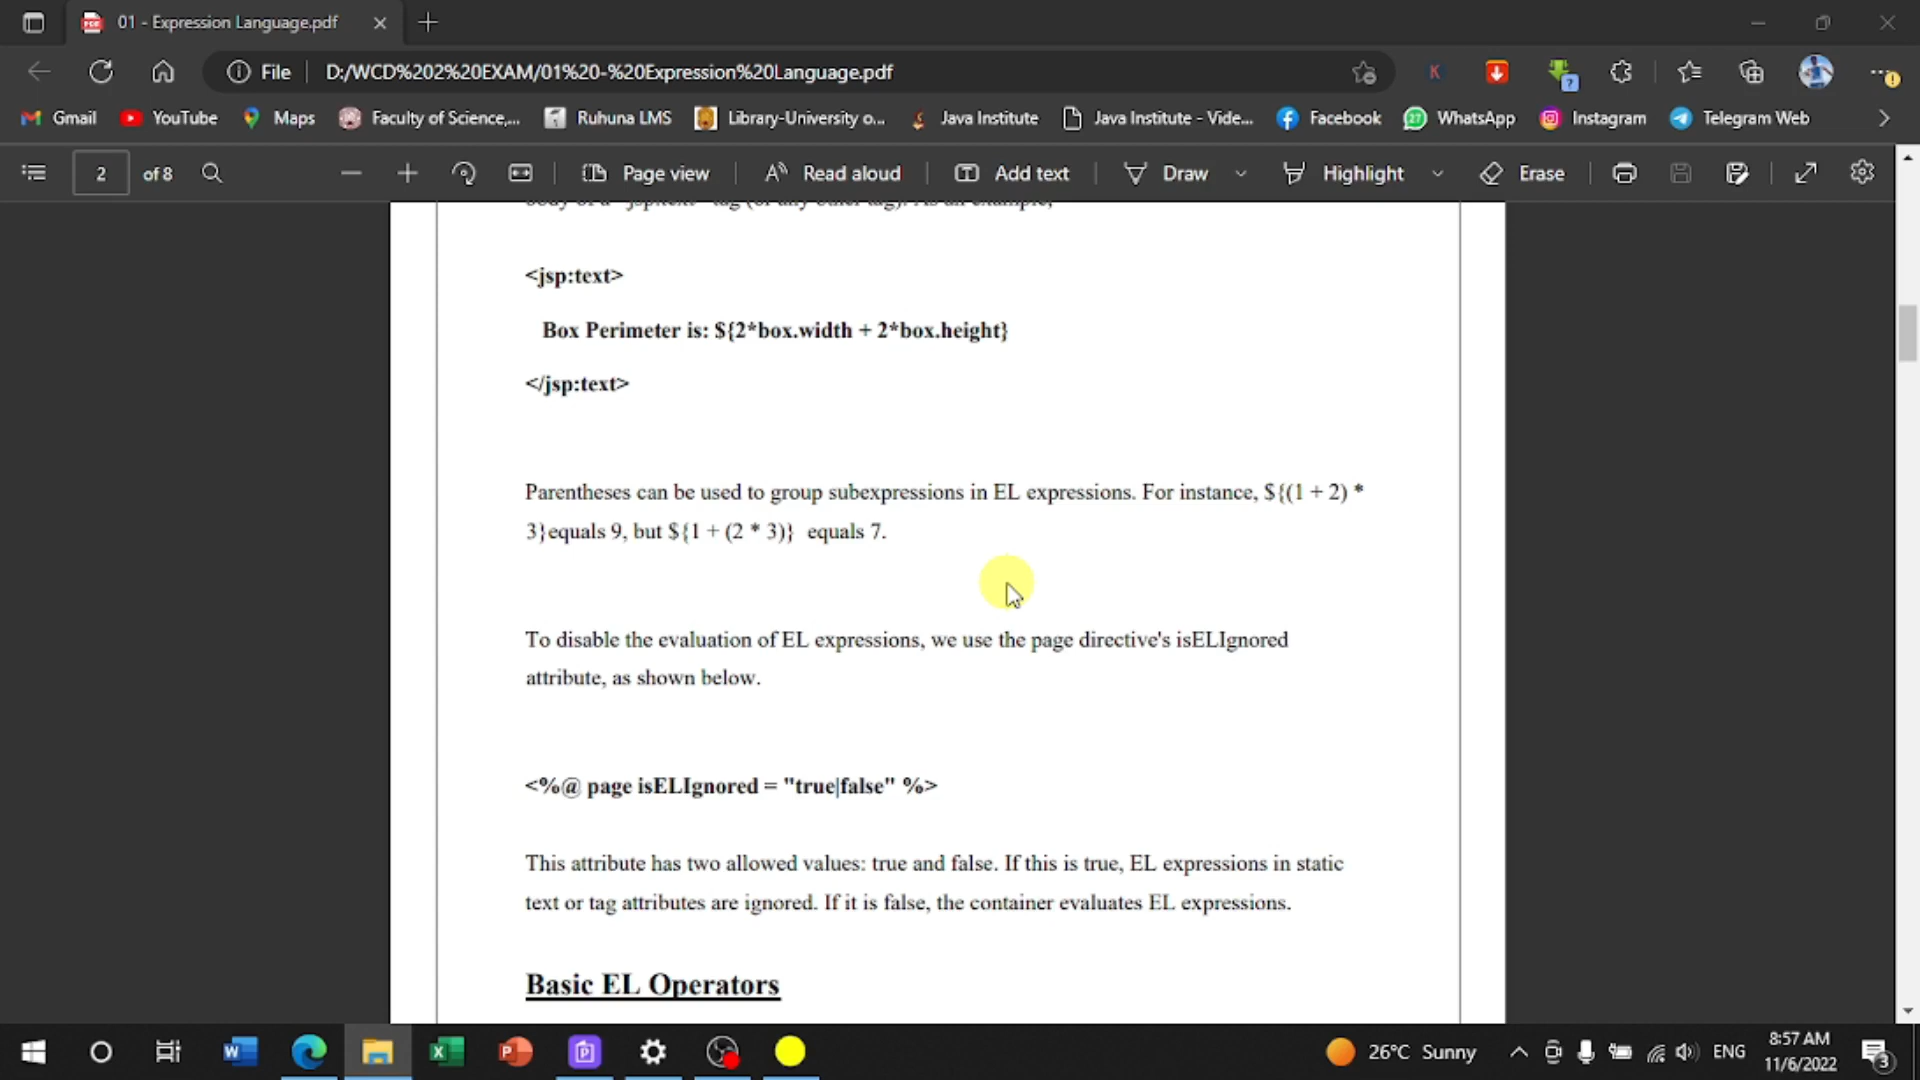 01 - Expression Language.pdf
File
D:/WCD%202%20EXAM/01%20-%20Expression%20Language.pdf
Gmail
YouTube
Maps
Faculty of Science,...
Ruhuna LMS
Library-University o...
Java Institute
Java Institute - Vide...
27
Facebook
WhatsApp
Instagram
Telegram Web
2
of 8
Page view
Read aloud
Add text
Draw
Highlight
Erase
<jsp:text>
Box Perimeter is: ${2*box.width + 2*box.height}
</jsp:text>
Parentheses can be used to group subexpressions in EL expressions. For instance, ${(1 + 2) *
3}equals 9, but ${1 + (2 * 3)} equals 7.
To disable the evaluation of EL expressions, we use the page directive's isELIgnored
attribute, as shown below.
<%@ page isELIgnored = "true|false" %>
This attribute has two allowed values: true and false. If this is true, EL expressions in static
text or tag attributes are ignored. If it is false, the container evaluates EL expressions.
Basic EL Operators
26°C Sunny
ENG
8:57 AM
11/6/2022
3